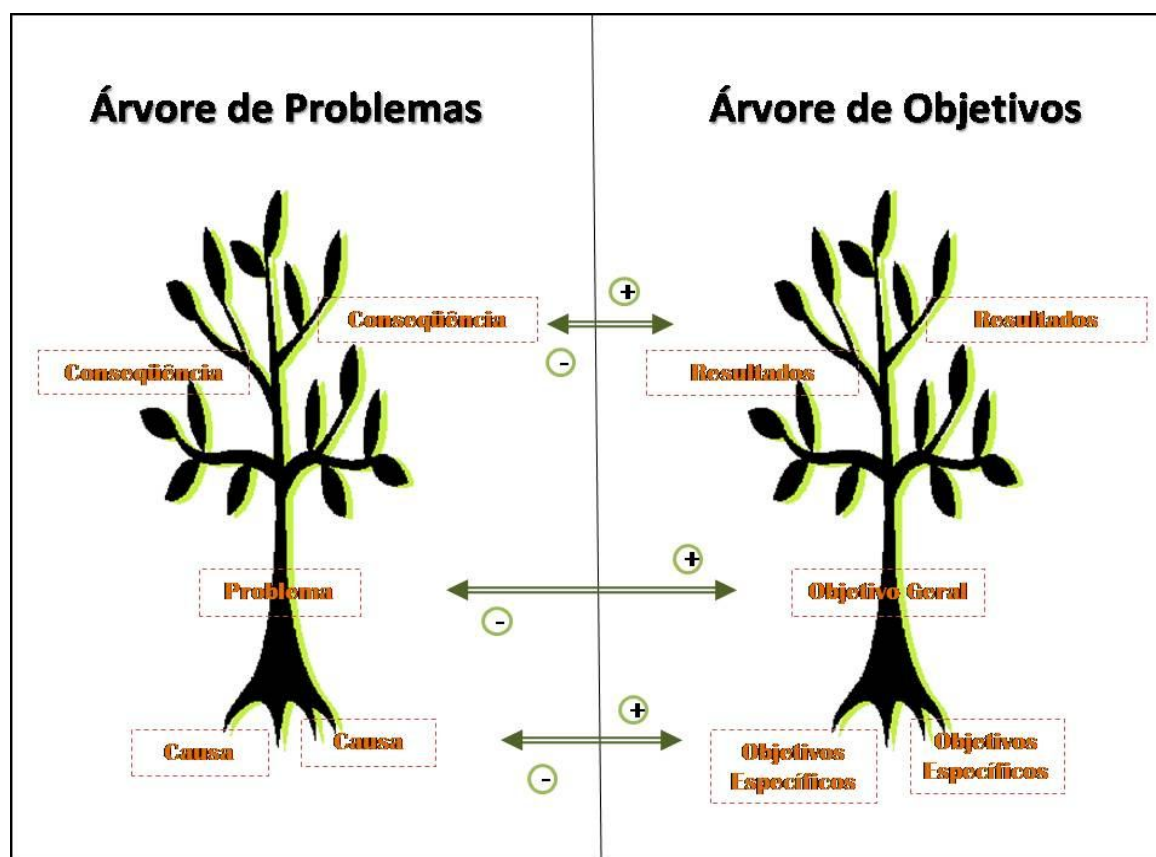 Árvore de Problemas
Árvore de Objetivos
+
Conseqüência
Resultados
-
Conseqüência
Resultados
+
Problema
Objetivo Geral
-
+
Causa
Causa
Objetivos
Específicos
Objetivos
Específicos
-